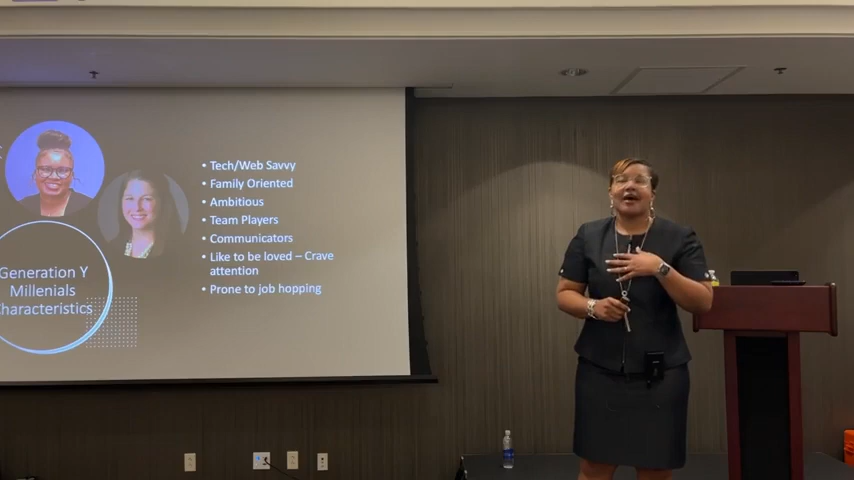 • Tech/Web Savvy
• Family Oriented
• Ambitious
• Team Players
• Communicators
• Like to be loved – Crave
attention
• Prone to job hopping
Generation Y
Millenials
Characteristics